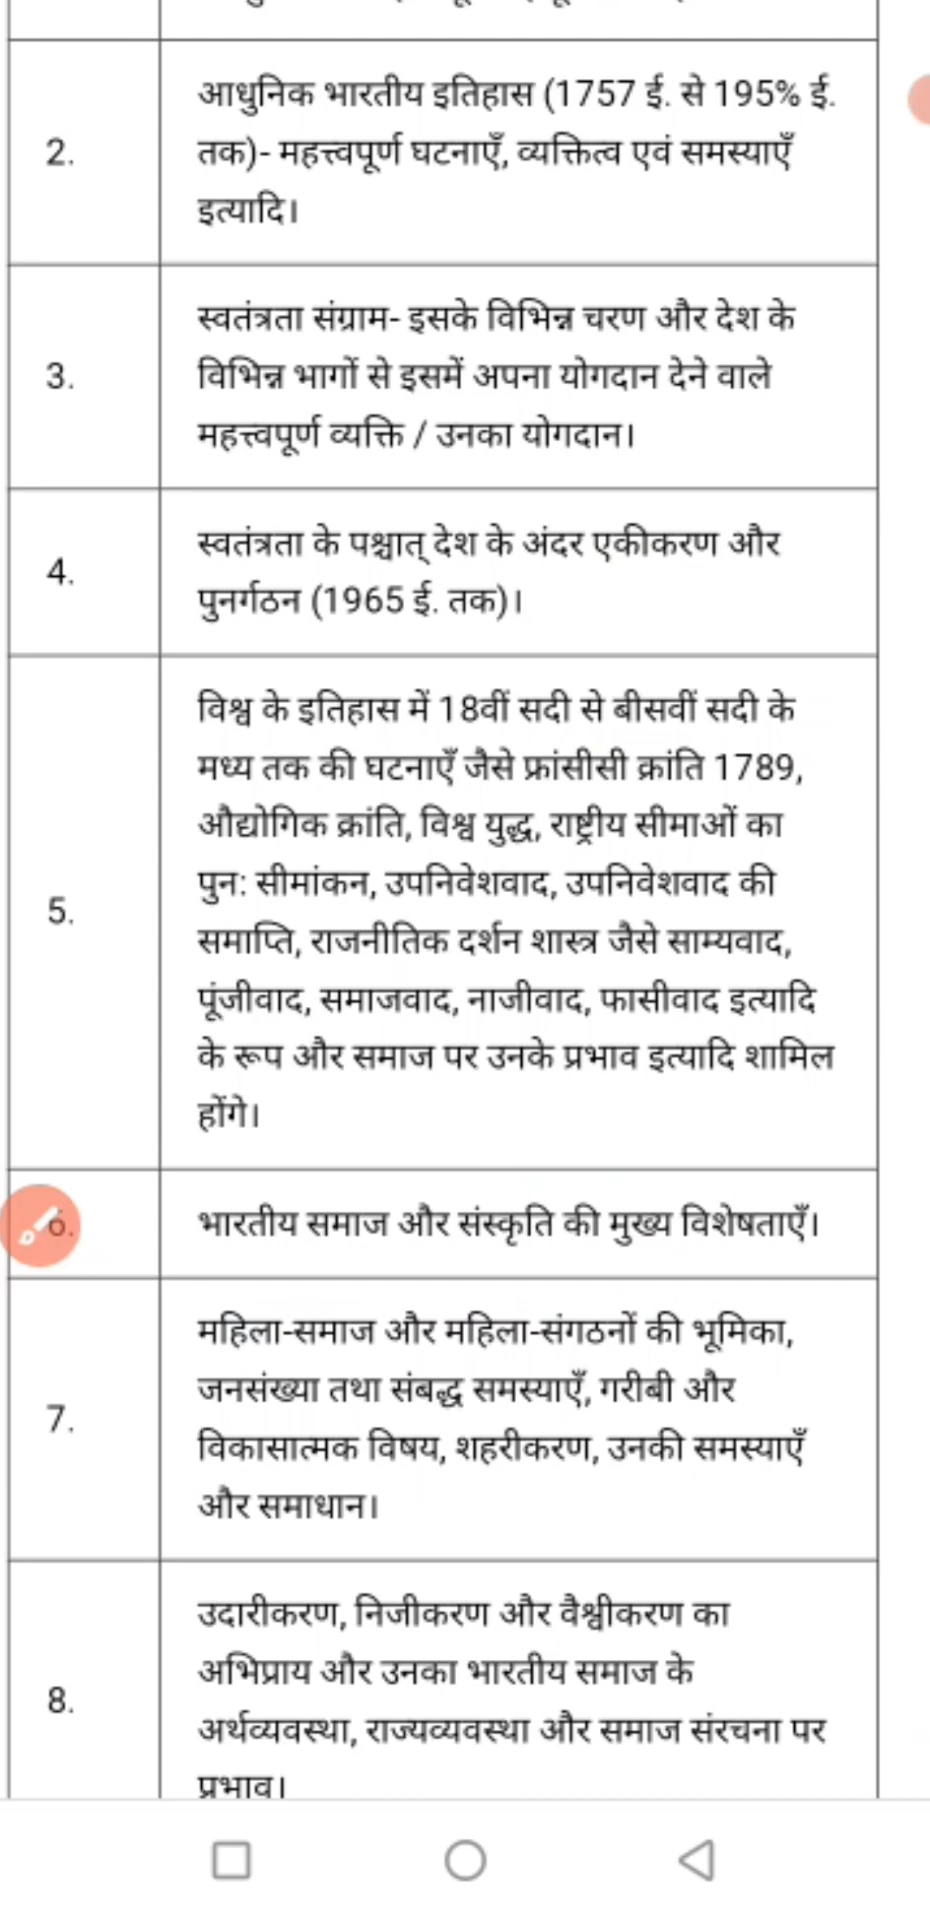 2.
आधुनिक भारतीय इतिहास (1757 ई. से 195% ई.
तक)- महत्त्वपूर्ण घटनाएँ, व्यक्तित्व एवं समस्याएँ
इत्यादि।
3.
स्वतंत्रता संग्राम- इसके विभिन्न चरण और देश के
विभिन्न भागों से इसमें अपना योगदान देने वाले
महत्त्वपूर्ण व्यक्ति / उनका योगदान।
4.
स्वतंत्रता के पश्चात् देश के अंदर एकीकरण और
पुनर्गठन (1965 ई. तक)।
5.
विश्व के इतिहास में 18वीं सदी से बीसवीं सदी के
मध्य तक की घटनाएँ जैसे फ्रांसीसी क्रांति 1789,
औद्योगिक क्रांति, विश्व युद्ध, राष्ट्रीय सीमाओं का
पुन: सीमांकन, उपनिवेशवाद, उपनिवेशवाद की
समाप्ति, राजनीतिक दर्शन शास्त्र जैसे साम्यवाद,
पूंजीवाद, समाजवाद, नाजीवाद, फासीवाद इत्यादि
के रूप और समाज पर उनके प्रभाव इत्यादि शामिल
होंगे।
6.
भारतीय समाज और संस्कृति की मुख्य विशेषताएँ।
7.
महिला-समाज और महिला-संगठनों की भूमिका,
जनसंख्या तथा संबद्ध समस्याएँ, गरीबी और
विकासात्मक विषय, शहरीकरण, उनकी समस्याएँ
और समाधान।
8.
उदारीकरण, निजीकरण और वैश्वीकरण का
अभिप्राय और उनका भारतीय समाज के
अर्थव्यवस्था, राज्यव्यवस्था और समाज संरचना पर
प्रभाव।